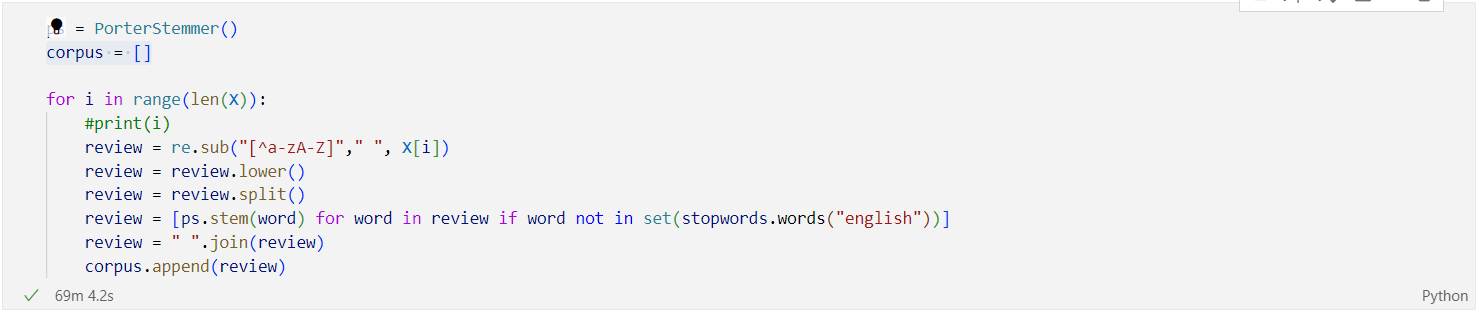 ps = PorterStemmer()
corpus = []
for i in range(len(X)):
    #print(i)
    review = re.sub("[^a-zA-Z]"," ", X[i])
    review = review.lower()
    review = review.split()
    review = [ps.stem(word) for word in review if word not in set(stopwords.words("english"))]
    review = " ".join(review)
    corpus.append(review)
69m 4.2s
Python